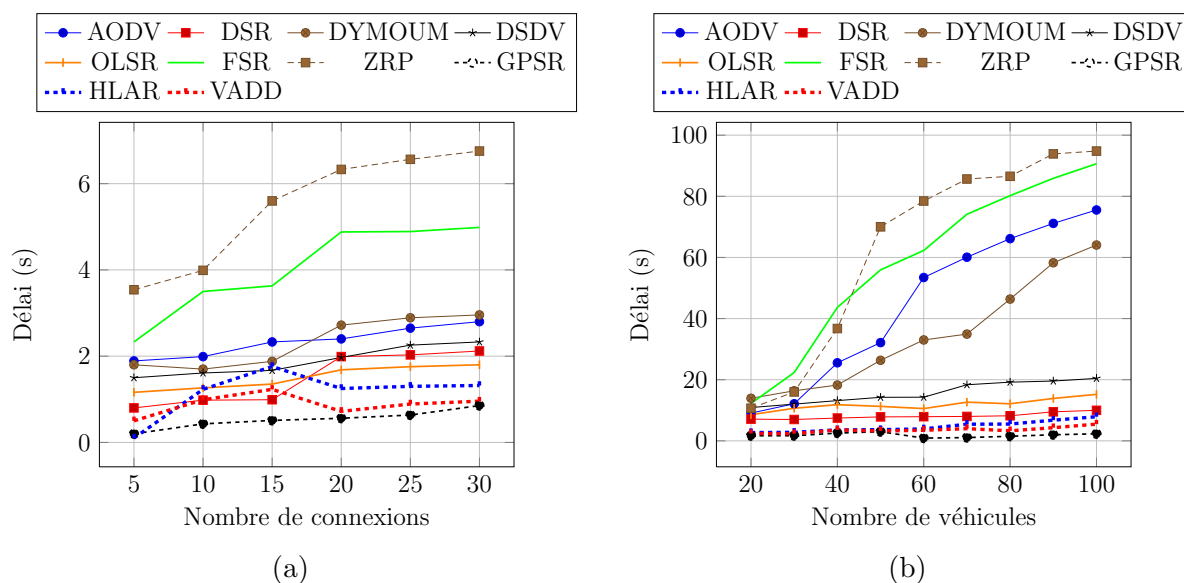 AODV DSR DYMOUM DSDV
OLSR FSR ZRP GPSR
HLAR VADD
6
4
2
0
5 10 15 20 25 30
Délai (s)
Nombre de connexions
(a)
AODV DSR DYMOUM DSDV
OLSR FSR ZRP GPSR
HLAR VADD
100
80
60
40
20
0
20 40 60 80 100
Délai (s)
Nombre de véhicules
(b)